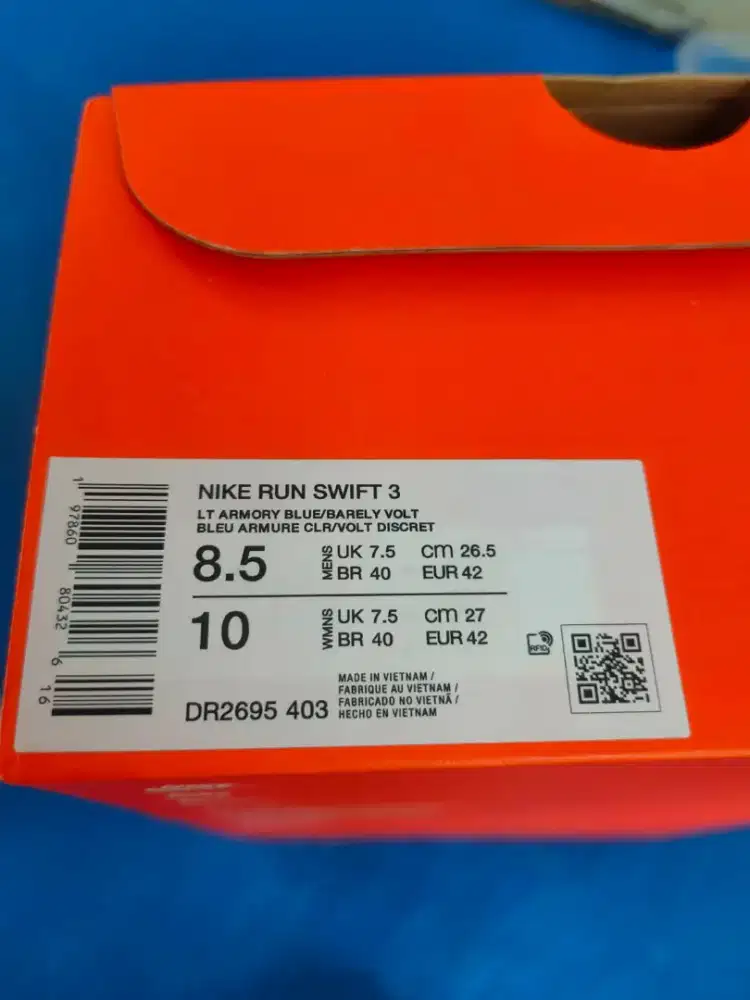 NIKE RUN SWIFT 3
LT ARMORY BLUE/BARELY VOLT
BLEU ARMURE CLR/VOLT DISCRET
8.5 MENS UK 7.5 cm 26.5
BR 40 EUR 42
10 WMNS UK 7.5 cm 27
BR 40 EUR 42
RFID
DR2695 403
MADE IN VIETNAM /
FABRIQUE AU VIETNAM /
FABRICADO NO VIETNÃ /
HECHO EN VIETNAM
1 97860 80432 6 16